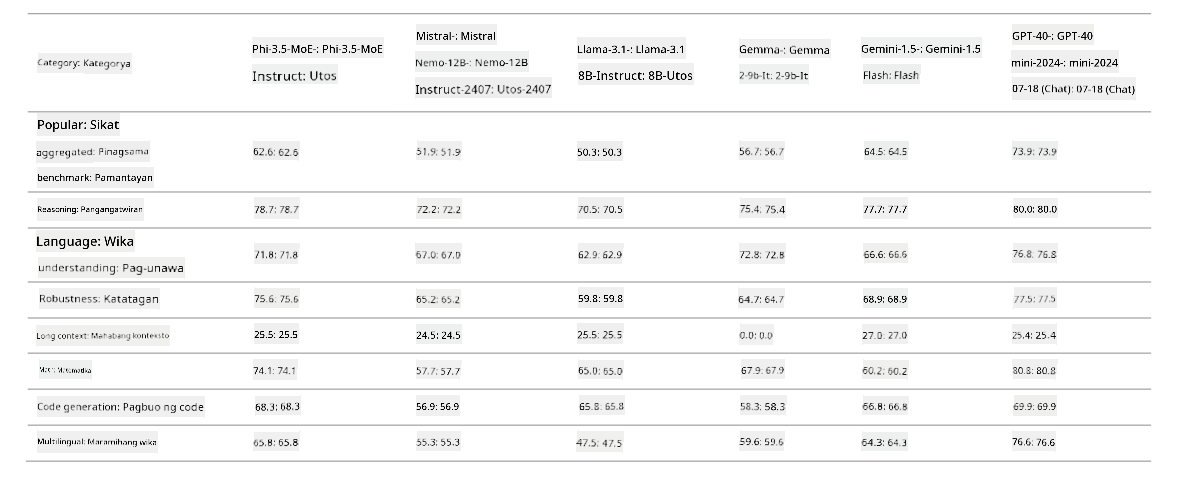 Category: Kategorya
Phi-3.5-MoE-: Phi-3.5-MoE
Instruct: Utos
Mistral-: Mistral
Nemo-12B-: Nemo-12B
Instruct-2407: Utos-2407
Llama-3.1-: Llama-3.1
8B-Instruct: 8B-Utos
Gemma-: Gemma
2-9b-It: 2-9b-It
Gemini-1.5-: Gemini-1.5
Flash: Flash
GPT-40-: GPT-40
mini-2024-: mini-2024
07-18 (Chat): 07-18 (Chat)
Popular: Sikat
aggregated: Pinagsama
benchmark: Pamantayan
62.6: 62.6
51.9: 51.9
50.3: 50.3
56.7: 56.7
64.5: 64.5
73.9: 73.9
Reasoning: Pangangatwiran
78.7: 78.7
72.2: 72.2
70.5: 70.5
75.4: 75.4
77.7: 77.7
80.0: 80.0
Language: Wika
understanding: Pag-unawa
71.8: 71.8
67.0: 67.0
62.9: 62.9
72.8: 72.8
66.6: 66.6
76.8: 76.8
Robustness: Katatagan
75.6: 75.6
65.2: 65.2
59.8: 59.8
64.7: 64.7
68.9: 68.9
77.5: 77.5
Long context: Mahabang konteksto
25.5: 25.5
24.5: 24.5
25.5: 25.5
0.0: 0.0
27.0: 27.0
25.4: 25.4
Math: Matematika
74.1: 74.1
57.7: 57.7
65.0: 65.0
67.9: 67.9
60.2: 60.2
80.8: 80.8
Code generation: Pagbuo ng code
68.3: 68.3
56.9: 56.9
65.8: 65.8
58.3: 58.3
66.8: 66.8
69.9: 69.9
Multilingual: Maramihang wika
65.8: 65.8
55.3: 55.3
47.5: 47.5
59.6: 59.6
64.3: 64.3
76.6: 76.6